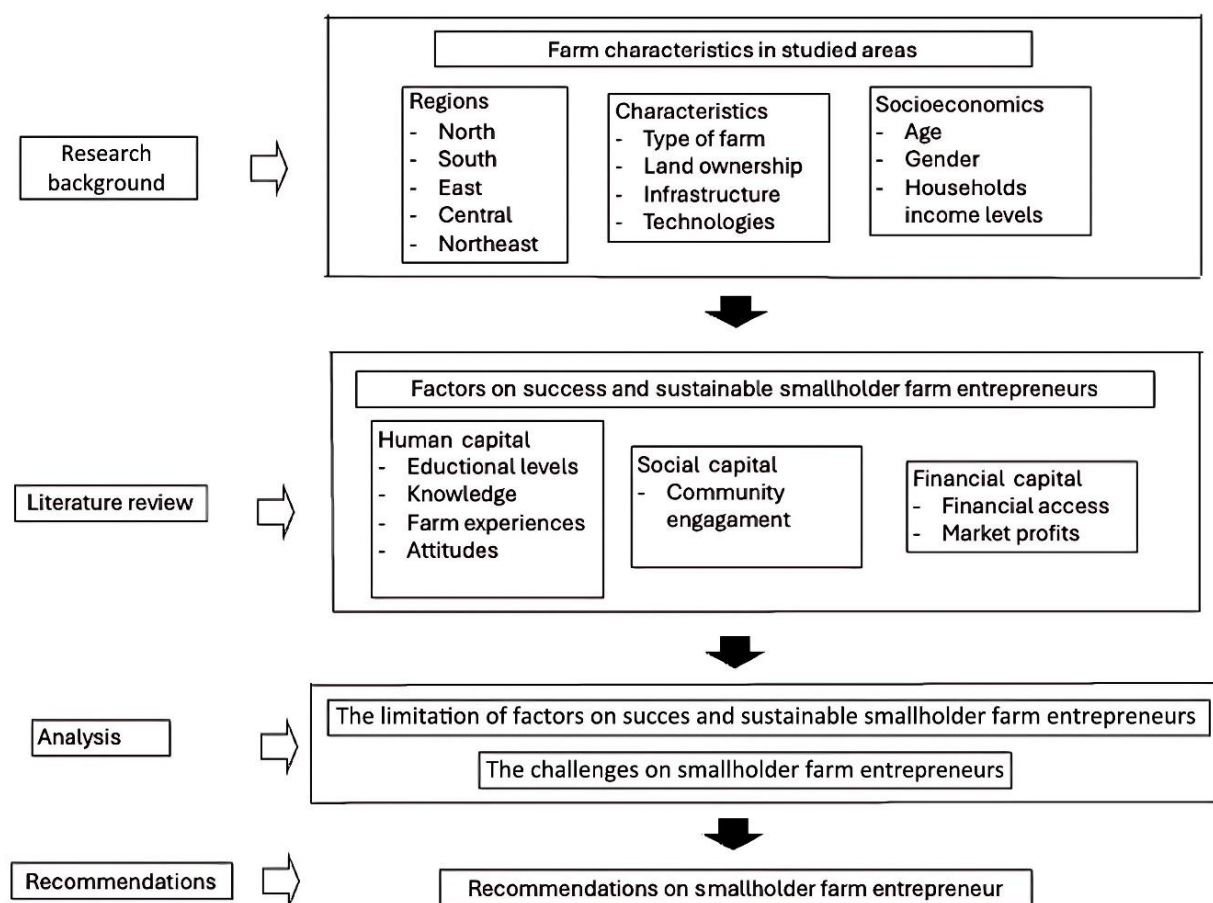 Farm characteristics in studied areas
Research
background
Regions
- North
- South
- East
- Central
- Northeast
Characteristics
- Type of farm
- Land ownership
- Infrastructure
- Technologies
Socioeconomics
- Age
- Gender
- Households
income levels
Literature review
Factors on success and sustainable smallholder farm entrepreneurs
Human capital
- Eductional levels
- Knowledge
- Farm experiences
- Attitudes
Social capital
- Community
engagament
Financial capital
- Financial access
- Market profits
Analysis
The limitation of factors on succes and sustainable smallholder farm entrepreneurs
The challenges on smallholder farm entrepreneurs
Recommendations
Recommendations on smallholder farm entrepreneur